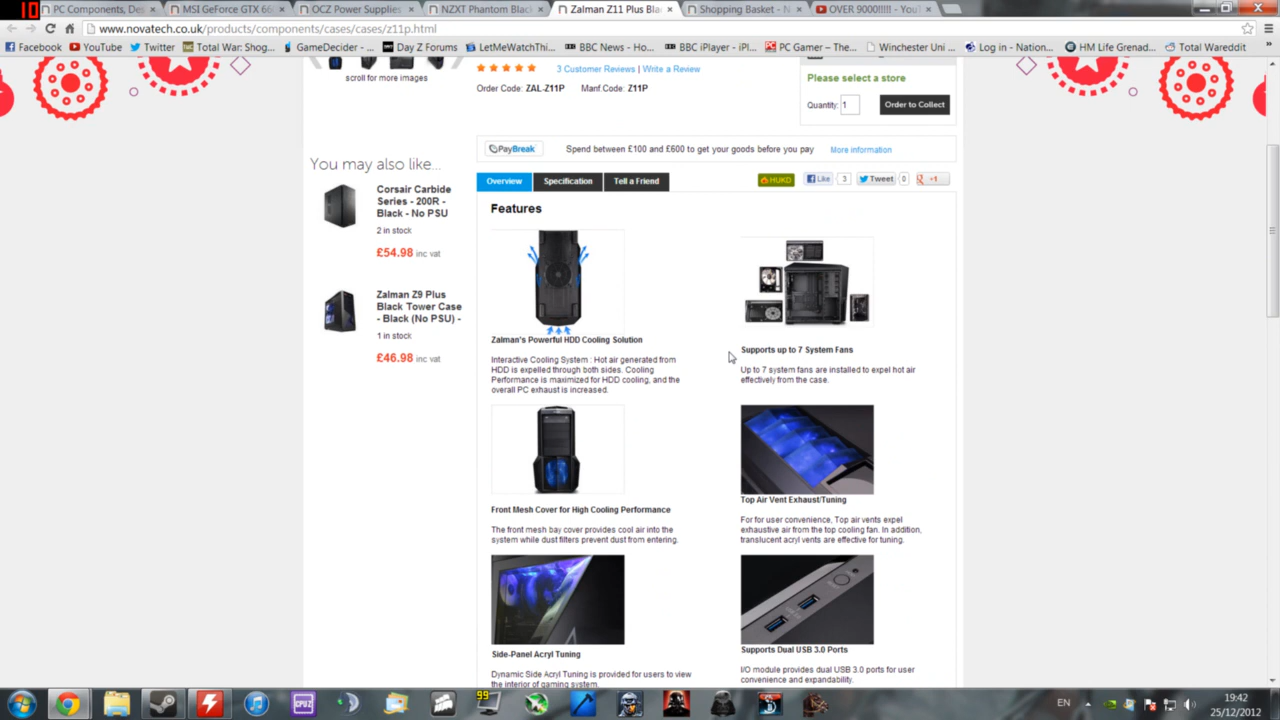 10
PC Components, Des
MSI GeForce GTX 66
OCZ Power Supplies
NZXT Phantom Black
Zalman Z11 Plus Bla
Shopping Basket - N
OVER 9000!!!!! - You
www.novatech.co.uk/products/components/cases/cases/z11p.html
Facebook
YouTube
Twitter
Total War: Shog...
GameDecider - ...
Day Z Forums
LetMeWatchThi...
BBC News - Ho...
BBC iPlayer - iPl...
PC Gamer – The...
Winchester Uni ...
Log in - Nation...
HM Life Grenad...
Total Wareddit
»
scroll for more images
3 Customer Reviews | Write a Review
Order Code: ZAL-Z11P Manf.Code: Z11P
Please select a store
Quantity: 1 Order to Collect
PayBreak Spend between £100 and £600 to get your goods before you pay More information
You may also like...
Corsair Carbide
Series - 200R -
Black - No PSU
2 in stock
£54.98 inc vat
Zalman Z9 Plus
Black Tower Case
- Black (No PSU) -
1 in stock
£46.98 inc vat
Overview Specification Tell a Friend
HUKD Like 3 Tweet 0 +1
Features
Zalman's Powerful HDD Cooling Solution
Interactive Cooling System : Hot air generated from
HDD is expelled through both sides. Cooling
Performance is maximized for HDD cooling, and the
overall PC exhaust is increased.
Supports up to 7 System Fans
Up to 7 system fans are installed to expel hot air
effectively from the case.
Front Mesh Cover for High Cooling Performance
The front mesh bay cover provides cool air into the
system while dust filters prevent dust from entering.
Top Air Vent Exhaust/Tuning
For for user convenience, Top air vents expel
exhaustive air from the top cooling fan. In addition,
translucent acryl vents are effective for tuning.
Side-Panel Acryl Tuning
Dynamic Side Acryl Tuning is provided for users to view
the interior of gaming system.
Supports Dual USB 3.0 Ports
I/O module provides dual USB 3.0 ports for user
convenience and expandability.
CPU Z
99
EN
19:42
25/12/2012